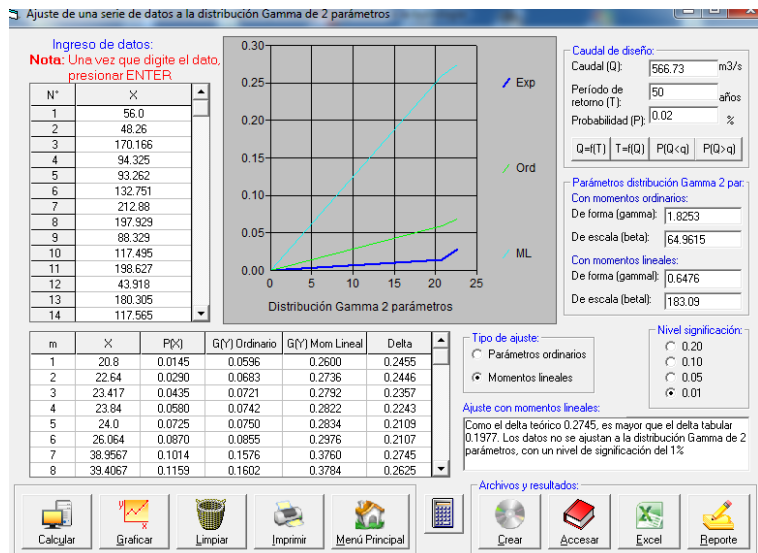 Ajuste de una serie de datos a la distribución Gamma de 2 parámetros
Ingreso de datos:
Nota: Una vez que digite el dato,
presionar ENTER
N° X
1 56.0
2 48.26
3 170.166
4 94.325
5 93.262
6 132.751
7 212.88
8 197.929
9 88.329
10 117.495
11 198.627
12 43.918
13 180.305
14 117.565
0.30
0.25
0.20
0.15
0.10
0.05
0.00
0 5 10 15 20 25
Distribución Gamma 2 parámetros
Exp
Ord
ML
Caudal de diseño:
Caudal (Q): 566.73 m3/s
Período de
retorno (T): 50 años
Probabilidad (P): 0.02 %
Q=f(T) T=f(Q) P(Q<q) P(Q>q)
Parámetros distribución Gamma 2 par:
Con momentos ordinarios:
De forma (gamma): 1.8253
De escala (beta): 64.9615
Con momentos lineales:
De forma (gammal): 0.6476
De escala (betal): 183.09
m X P(X) G(Y) Ordinario G(Y) Mom Lineal Delta
1 20.8 0.0145 0.0596 0.2600 0.2455
2 22.64 0.0290 0.0683 0.2736 0.2446
3 23.417 0.0435 0.0721 0.2792 0.2357
4 23.84 0.0580 0.0742 0.2822 0.2243
5 24.0 0.0725 0.0750 0.2834 0.2109
6 26.064 0.0870 0.0855 0.2976 0.2107
7 38.9567 0.1014 0.1576 0.3760 0.2745
8 39.4067 0.1159 0.1602 0.3784 0.2625
Tipo de ajuste:
Parámetros ordinarios
Momentos lineales
Nivel significación:
0.20
0.10
0.05
0.01
Ajuste con momentos lineales:
Como el delta teórico 0.2745, es mayor que el delta tabular
0.1977. Los datos no se ajustan a la distribución Gamma de 2
parámetros, con un nivel de significación del 1%
Archivos y resultados:
y
x
Calcular Graficar Limpiar Imprimir Menú Principal Crear Accesar Excel Reporte